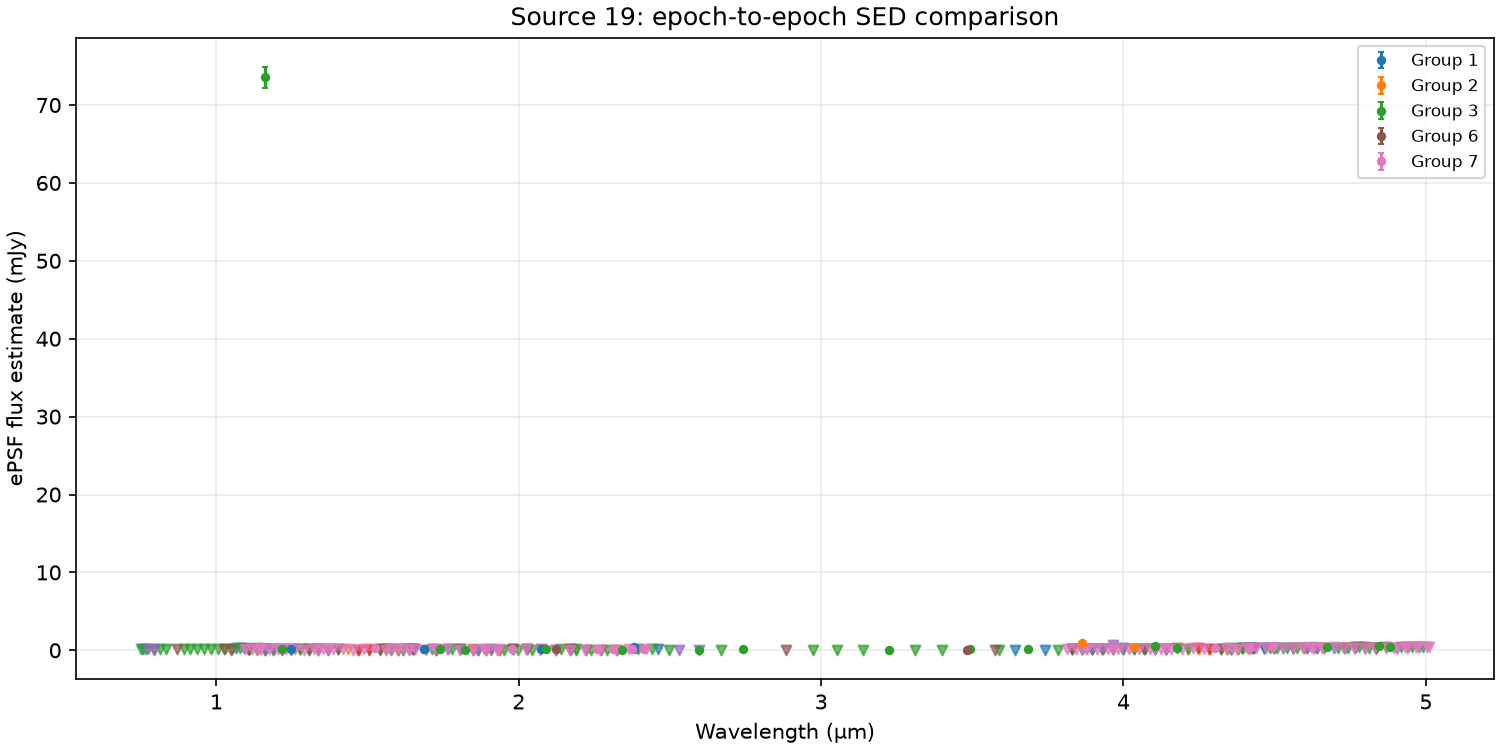 Source 19: epoch-to-epoch SED comparison
ePSF flux estimate (mJy)
70
60
50
40
30
20
10
0
Group 1
Group 2
Group 3
Group 6
Group 7
1
2
3
4
5
Wavelength (µm)